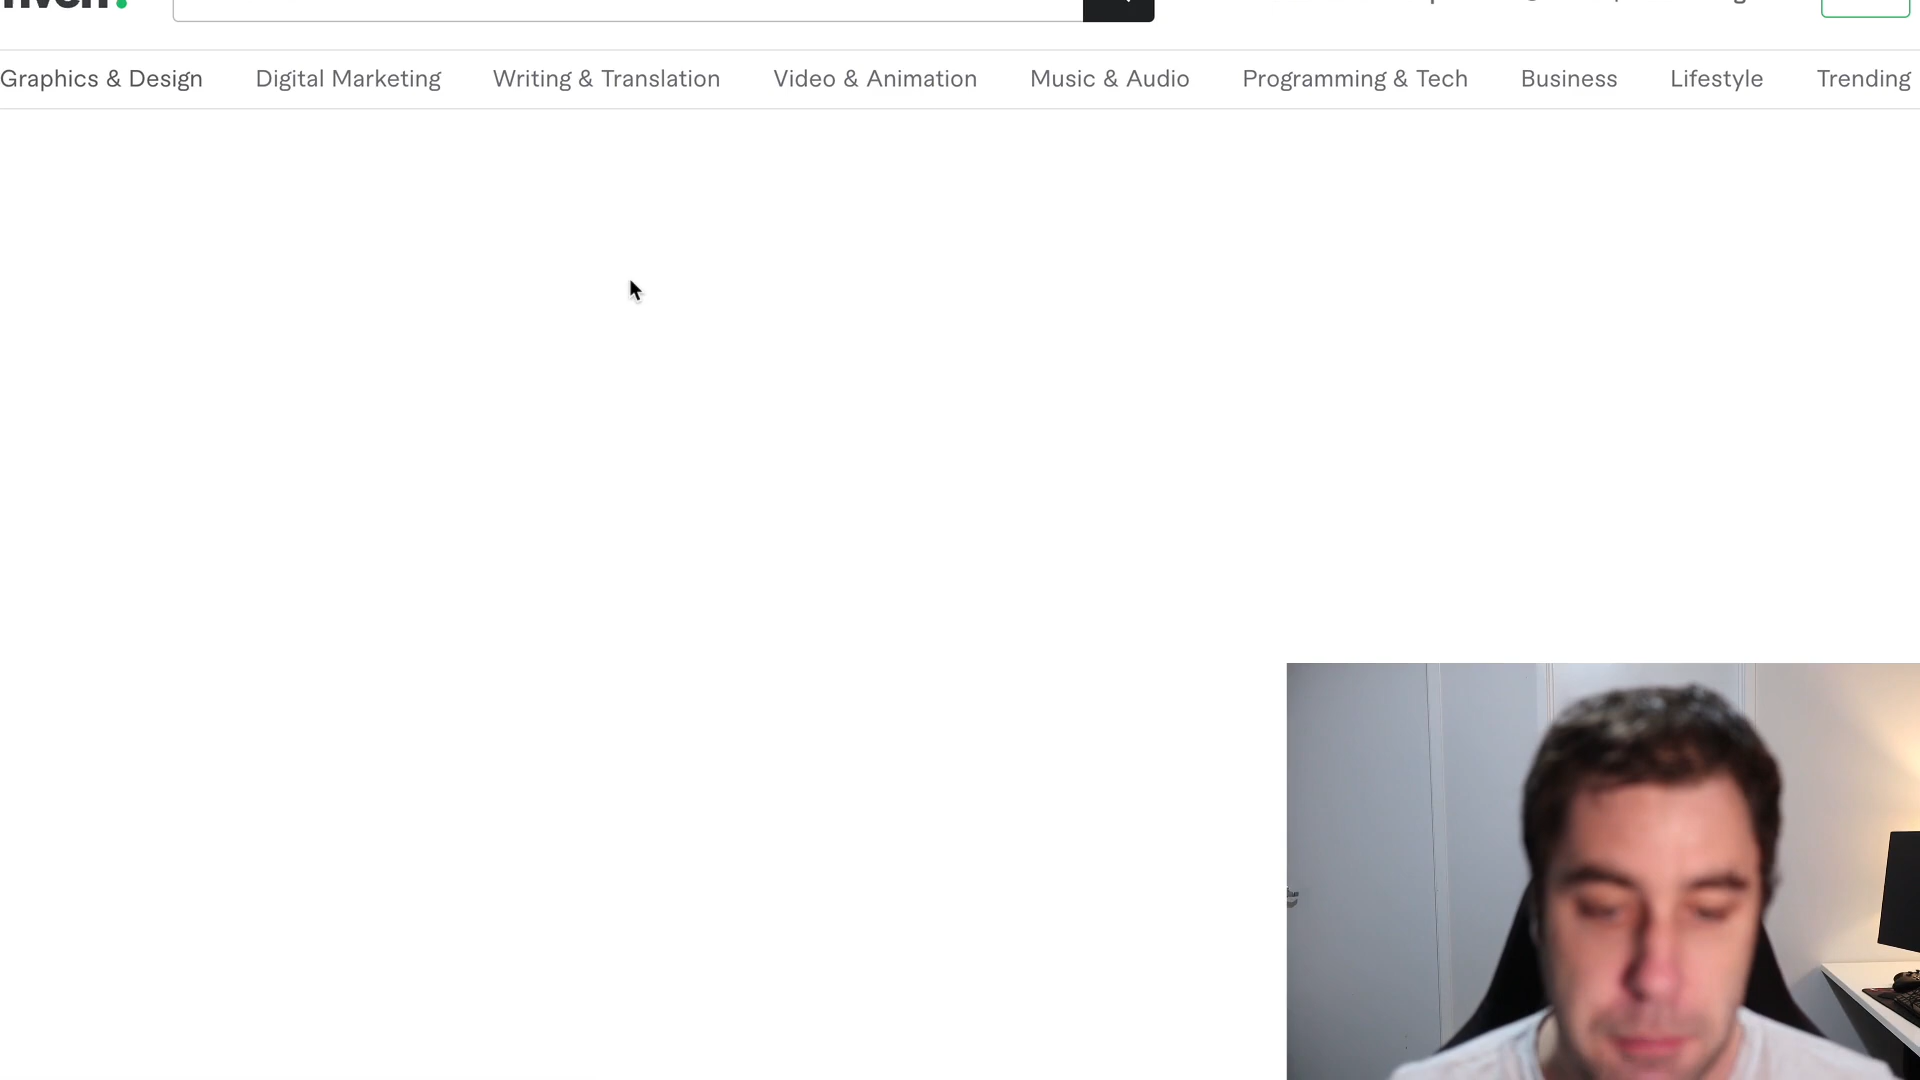 Graphics & Design Digital Marketing Writing & Translation Video & Animation Music & Audio Programming & Tech Business Lifestyle Trending